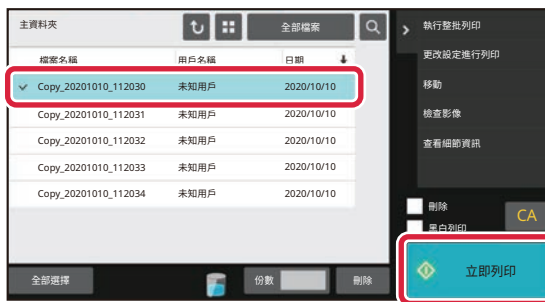 主資料夾
全部檔案
檔案名稱 用戶名稱 日期
Copy_20201010_112030 未知用戶 2020/10/10
Copy_20201010_112031 未知用戶 2020/10/10
Copy_20201010_112032 未知用戶 2020/10/10
Copy_20201010_112033 未知用戶 2020/10/10
Copy_20201010_112034 未知用戶 2020/10/10
全部選擇
份數
刪除
執行整批列印
更改設定進行列印
移動
檢查影像
查看細節資訊
刪除
黑白列印
CA
立即列印